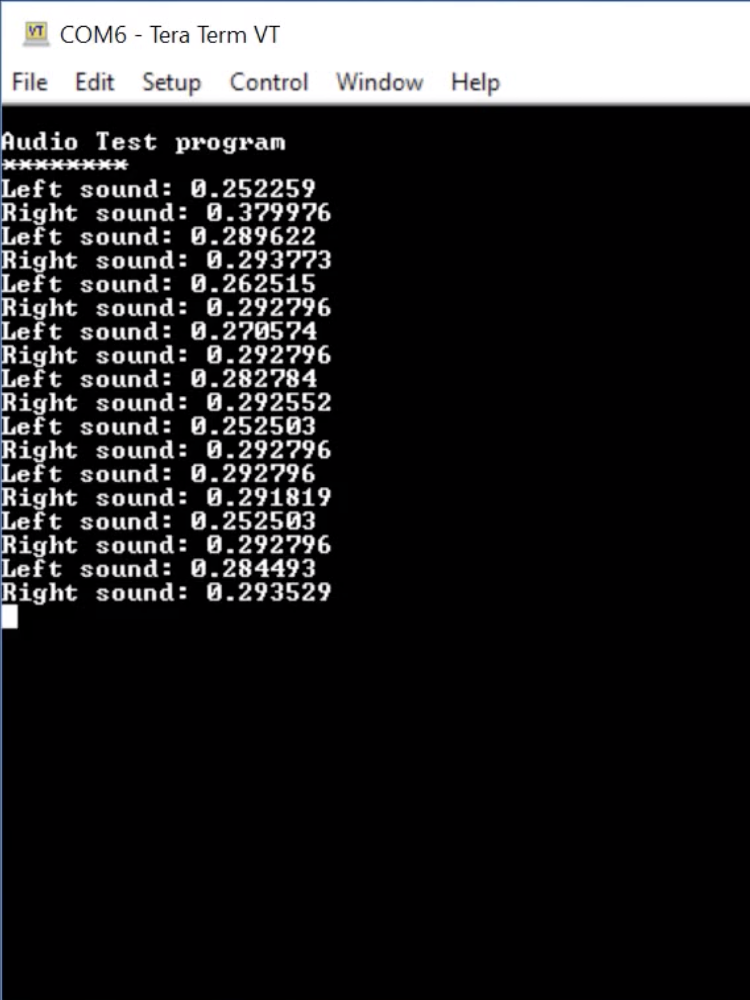 VT COM6 - Tera Term VT
File Edit Setup Control Window Help
Audio Test program
********
Left sound: 0.252259
Right sound: 0.379976
Left sound: 0.289622
Right sound: 0.293773
Left sound: 0.262515
Right sound: 0.292796
Left sound: 0.270574
Right sound: 0.292796
Left sound: 0.282784
Right sound: 0.292552
Left sound: 0.252503
Right sound: 0.292796
Left sound: 0.292796
Right sound: 0.291819
Left sound: 0.252503
Right sound: 0.292796
Left sound: 0.284493
Right sound: 0.293529